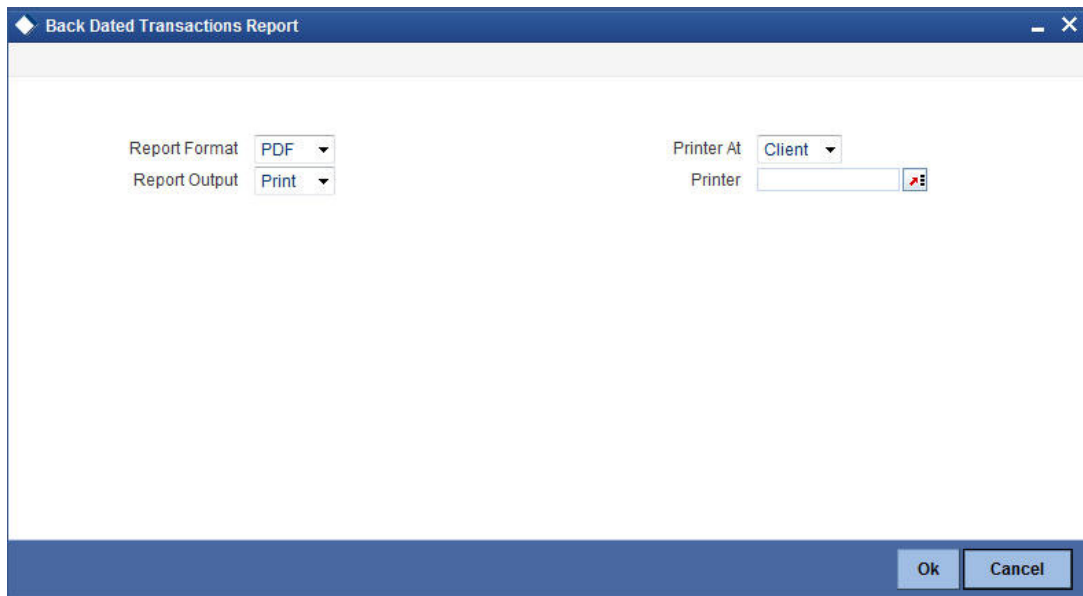 Back Dated Transactions Report
Report Format PDF Printer At Client
Report Output Print Printer
Ok Cancel